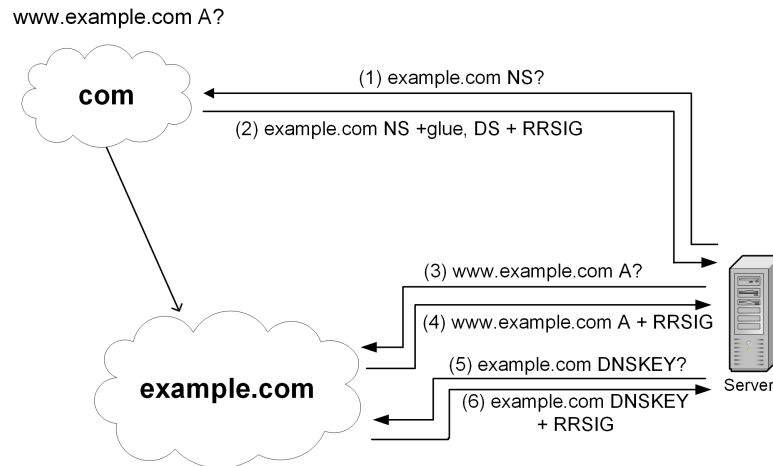 www.example.com A?
com
(1) example.com NS?
(2) example.com NS +glue, DS + RRSIG
(3) www.example.com A?
(4) www.example.com A + RRSIG
(5) example.com DNSKEY?
example.com
Server
(6) example.com DNSKEY
+ RRSIG